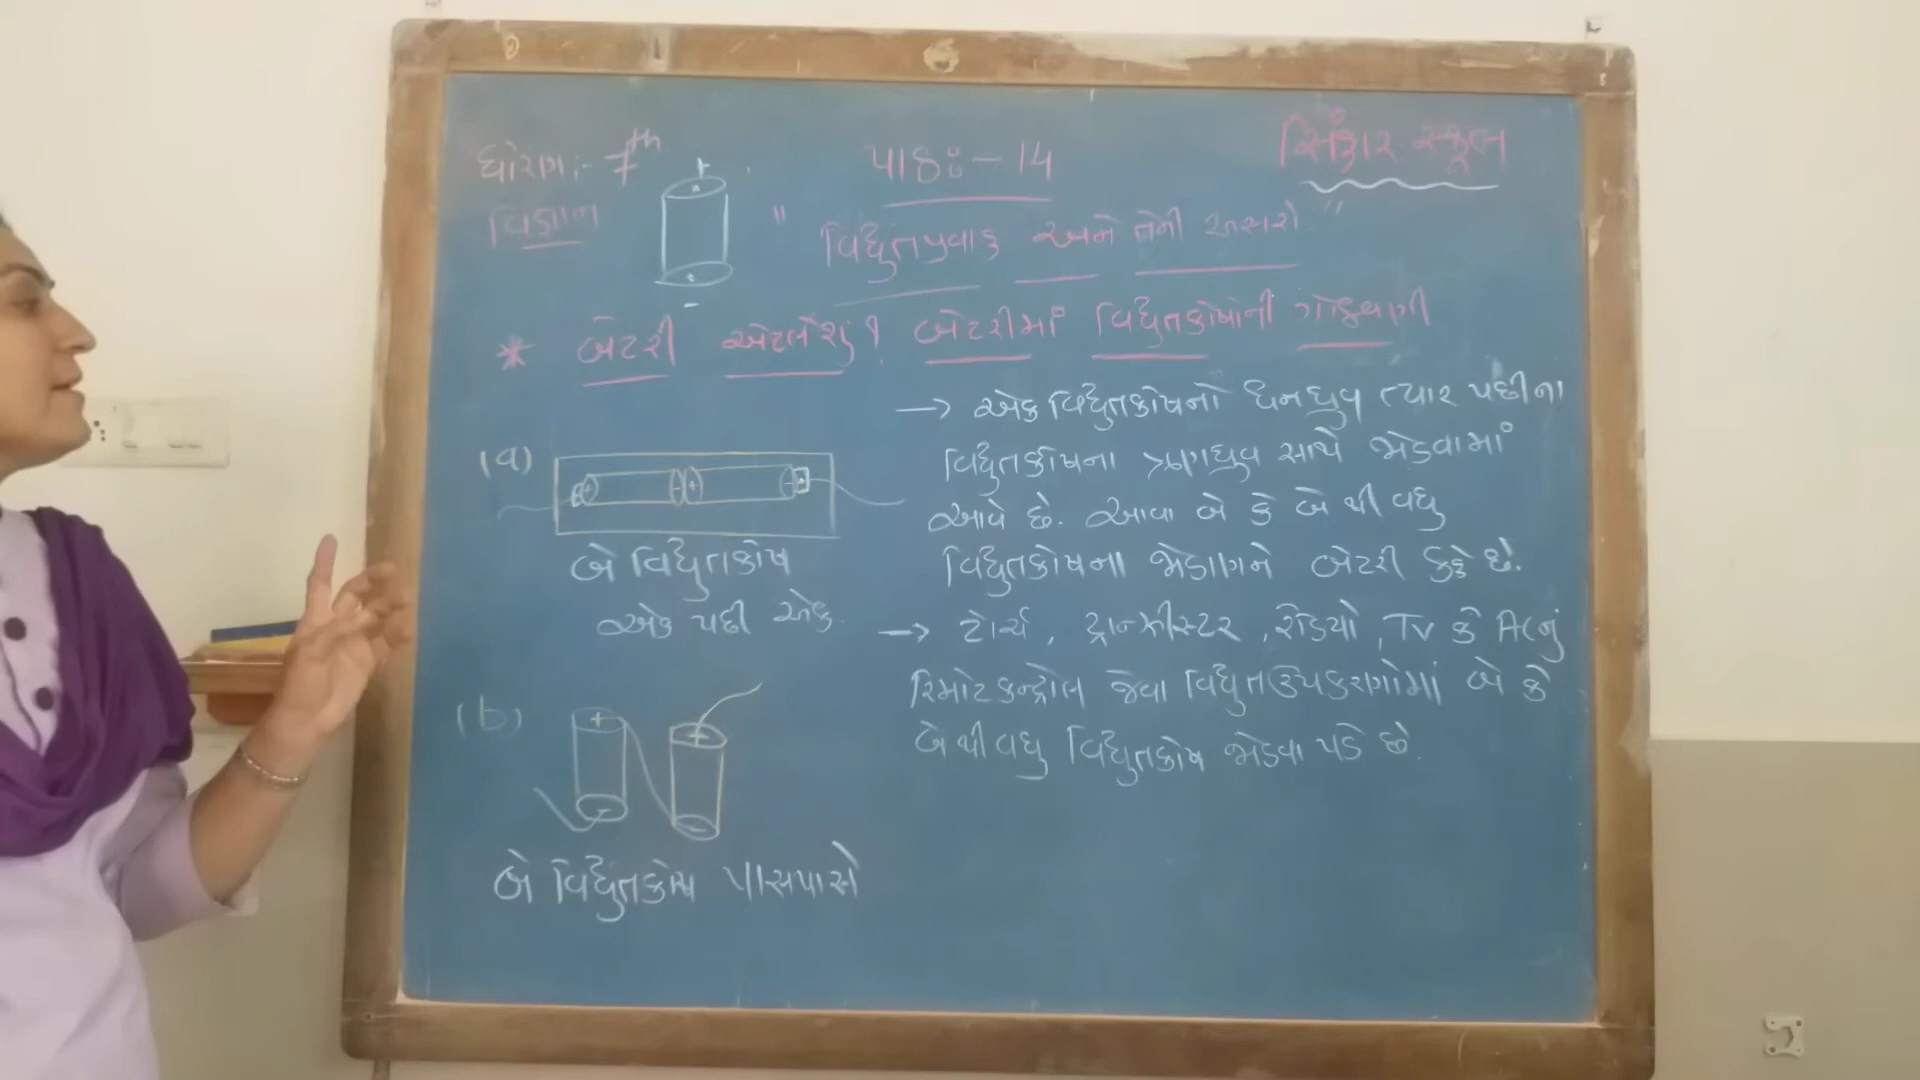 ધોરણ :- 7th
પાઠઃ - 14
સ્કૂલ
વિજ્ઞાન
" વિદ્યુતપ્રવાહ અને તેની અસરો "
* બેટરી એટલે શું ? બેટરીમાં વિદ્યુતકોષોની ગોઠવણી
→ એક વિદ્યુતકોષનો ધનધ્રુવ ત્યાર પછીના
વિદ્યુતકોષના ઋણધ્રુવ સાથે જોડવામાં
આવે છે. આવા બે કે બે થી વધુ
વિદ્યુતકોષના જોડાણને બેટરી કહે છે.
→ ટોર્ચ, ટ્રાન્ઝીસ્ટર, રેડિયો, TV કે ACનું
રિમોટકન્ટ્રોલ જેવા વિદ્યુતઉપકરણોમાં બે કે
બે થી વધુ વિદ્યુતકોષ જોડવા પડે છે.
(a)
બે વિદ્યુતકોષ
એક પછી એક.
(b)
બે વિદ્યુતકોષ પાસપાસે